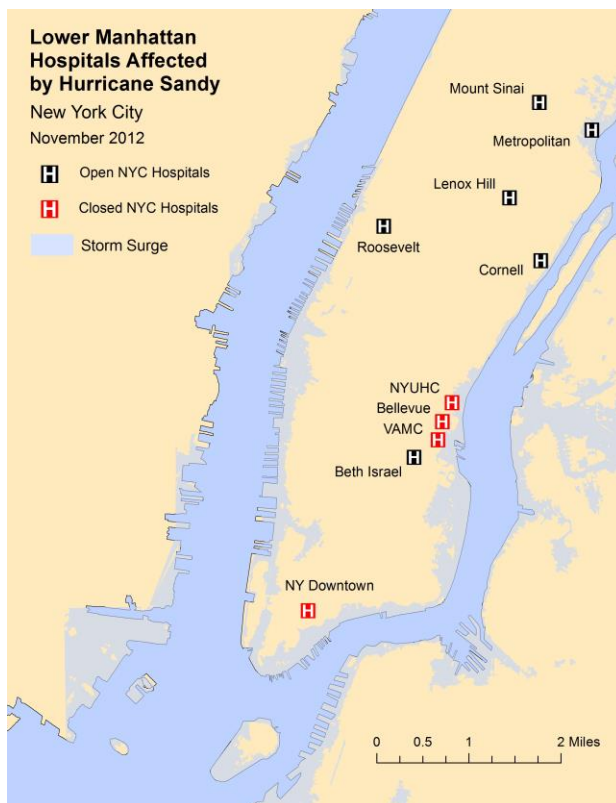 Lower Manhattan
Hospitals Affected
by Hurricane Sandy
New York City
November 2012
H Open NYC Hospitals
H Closed NYC Hospitals
Storm Surge
Mount Sinai
H
Metropolitan
H
Lenox Hill
H
Roosevelt
H
Cornell
H
NYUHC
H
Bellevue
H
VAMC
H
Beth Israel
H
NY Downtown
H
0 0.5 1 2 Miles